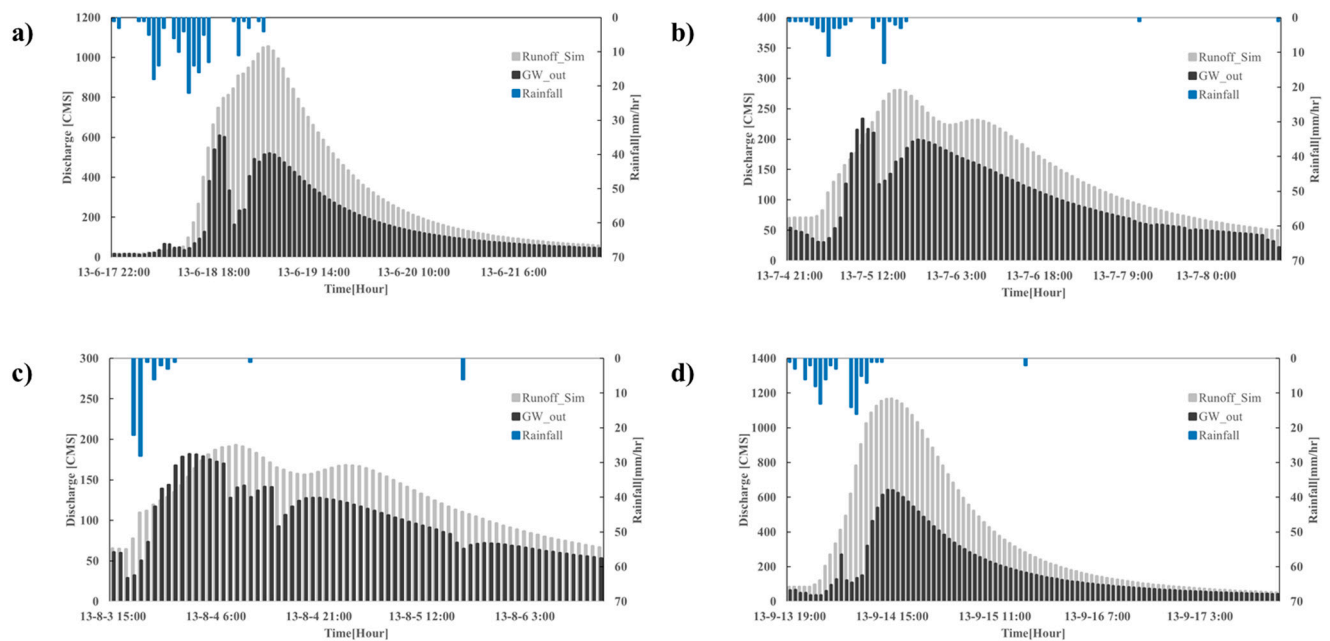 a)
1200
1000
800
600
400
200
0
Discharge [CMS]
0
10
20
30
40
50
60
70
Rainfall[mm/hr]
Runoff_Sim
GW_out
Rainfall
13-6-17 22:00 13-6-18 18:00 13-6-19 14:00 13-6-20 10:00 13-6-21 6:00
Time[Hour]
b)
400
350
300
250
200
150
100
50
0
Discharge [CMS]
0
10
20
30
40
50
60
70
Rainfall[mm/hr]
Runoff_Sim
GW_out
Rainfall
13-7-4 21:00 13-7-5 12:00 13-7-6 3:00 13-7-6 18:00 13-7-7 9:00 13-7-8 0:00
Time[Hour]
c)
300
250
200
150
100
50
0
Discharge [CMS]
0
10
20
30
40
50
60
70
Rainfall[mm/hr]
Runoff_Sim
GW_out
Rainfall
13-8-3 15:00 13-8-4 6:00 13-8-4 21:00 13-8-5 12:00 13-8-6 3:00
Time[Hour]
d)
1400
1200
1000
800
600
400
200
0
Discharge [CMS]
0
10
20
30
40
50
60
70
Rainfall[mm/hr]
Runoff_Sim
GW_out
Rainfall
13-9-13 19:00 13-9-14 15:00 13-9-15 11:00 13-9-16 7:00 13-9-17 3:00
Time[Hour]